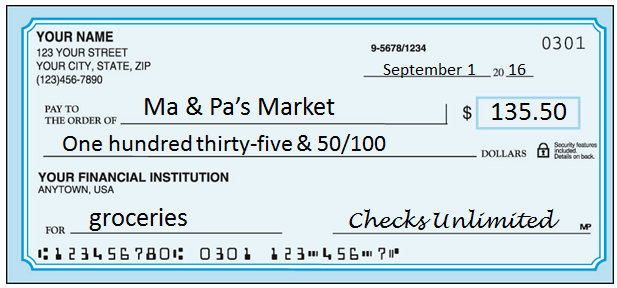 YOUR NAME
123 YOUR STREET
YOUR CITY, STATE, ZIP
(123)456-7890
9-5678/1234
0301
September 1 20 16
PAY TO
THE ORDER OF Ma & Pa's Market $ 135.50
One hundred thirty-five & 50/100 DOLLARS
Security features
included.
Details on back.
YOUR FINANCIAL INSTITUTION
ANYTOWN, USA
FOR groceries Checks Unlimited MP
⑆123456780⑆ 0301 123⑈456⑈7⑈